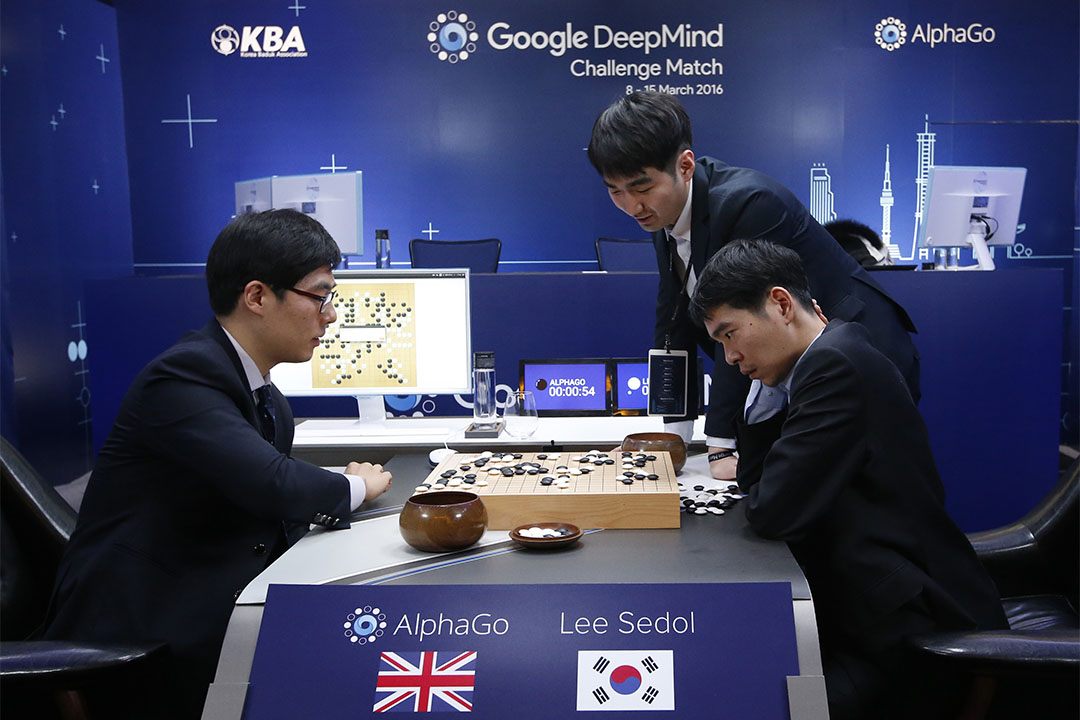 KBA
Korea Baduk Association
Google DeepMind
Challenge Match
8 - 15 March 2016
AlphaGo
ALPHAGO
00:00:54
AlphaGo
Lee Sedol